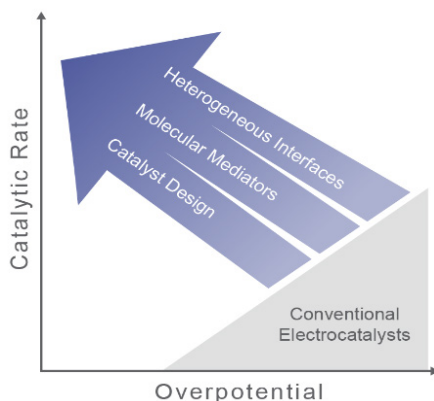 Heterogeneous Interfaces
Molecular Mediators
Catalyst Design
Catalytic Rate
Conventional
Electrocatalysts
Overpotential